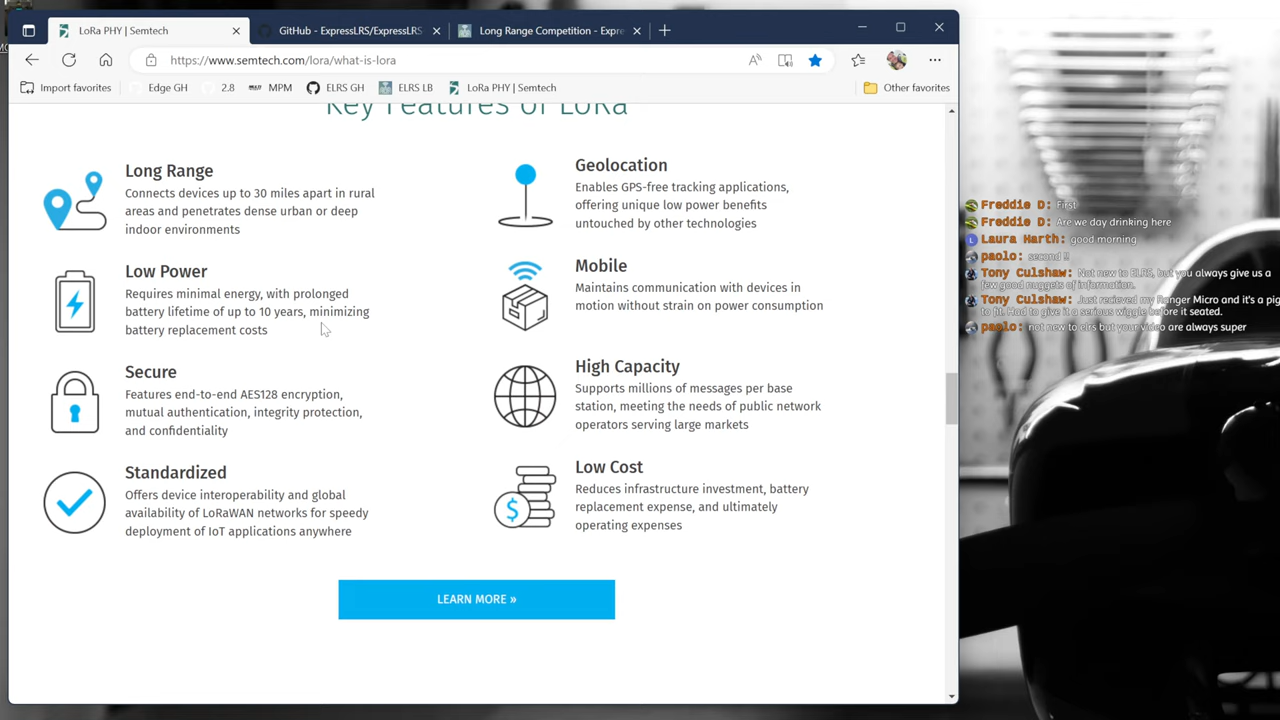 LoRa PHY | Semtech
GitHub - ExpressLRS/ExpressLRS
Long Range Competition - Expre
https://www.semtech.com/lora/what-is-lora
Import favorites
Edge GH
2.8
MPM
ELRS GH
ELRS LB
LoRa PHY | Semtech
Other favorites
Key Features of LoRa
Long Range
Connects devices up to 30 miles apart in rural
areas and penetrates dense urban or deep
indoor environments
Geolocation
Enables GPS-free tracking applications,
offering unique low power benefits
untouched by other technologies
Low Power
Requires minimal energy, with prolonged
battery lifetime of up to 10 years, minimizing
battery replacement costs
Mobile
Maintains communication with devices in
motion without strain on power consumption
Secure
Features end-to-end AES128 encryption,
mutual authentication, integrity protection,
and confidentiality
High Capacity
Supports millions of messages per base
station, meeting the needs of public network
operators serving large markets
Standardized
Offers device interoperability and global
availability of LoRaWAN networks for speedy
deployment of IoT applications anywhere
Low Cost
Reduces infrastructure investment, battery
replacement expense, and ultimately
operating expenses
LEARN MORE »
Freddie D: First
Freddie D: Are we day drinking here
Laura Harth: good morning
paolo: second !!
Tony Culshaw: Not new to ELRS, but you always give us a
few good nuggets of information.
Tony Culshaw: Just recieved my Ranger Micro and it's a pig
to fit. Had to give it a serious wiggle before it seated.
paolo: not new to elrs but your video are always super